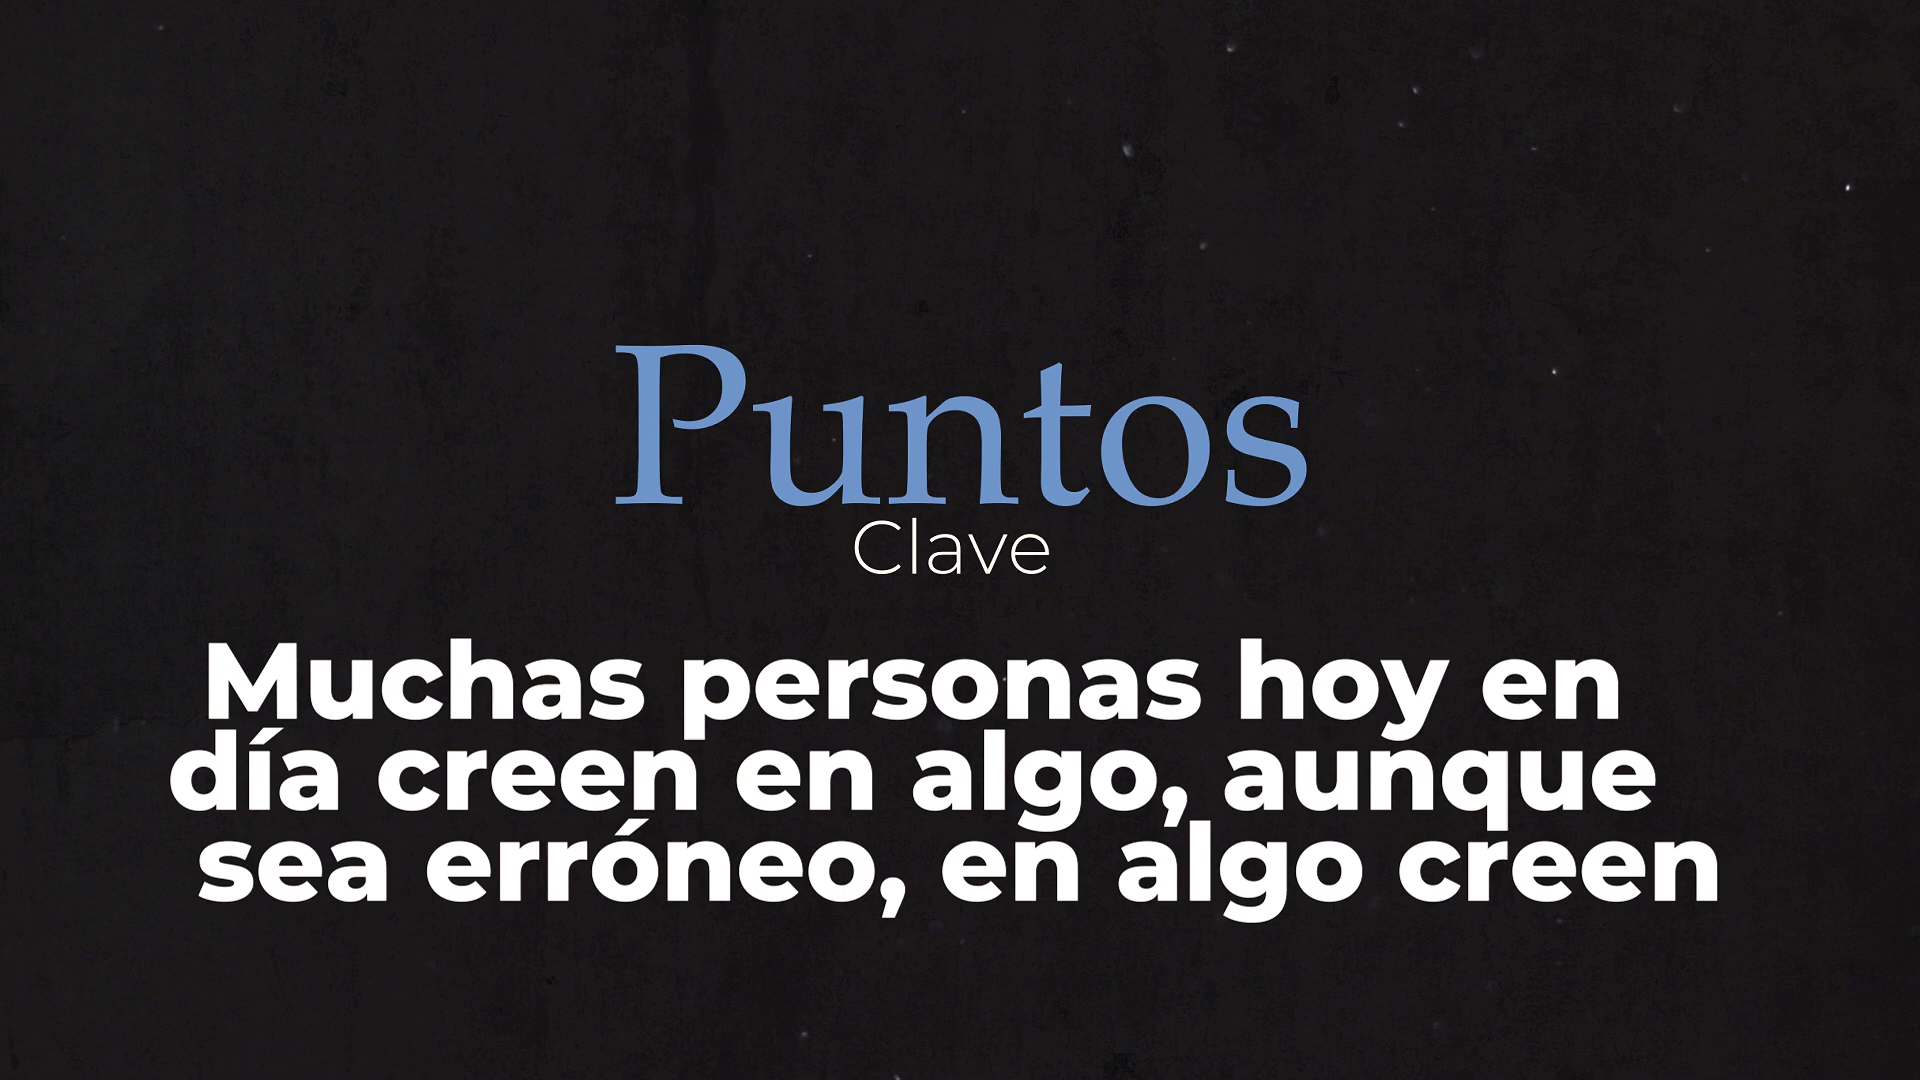 Puntos
Clave
Muchas personas hoy en
día creen en algo, aunque
sea erróneo, en algo creen